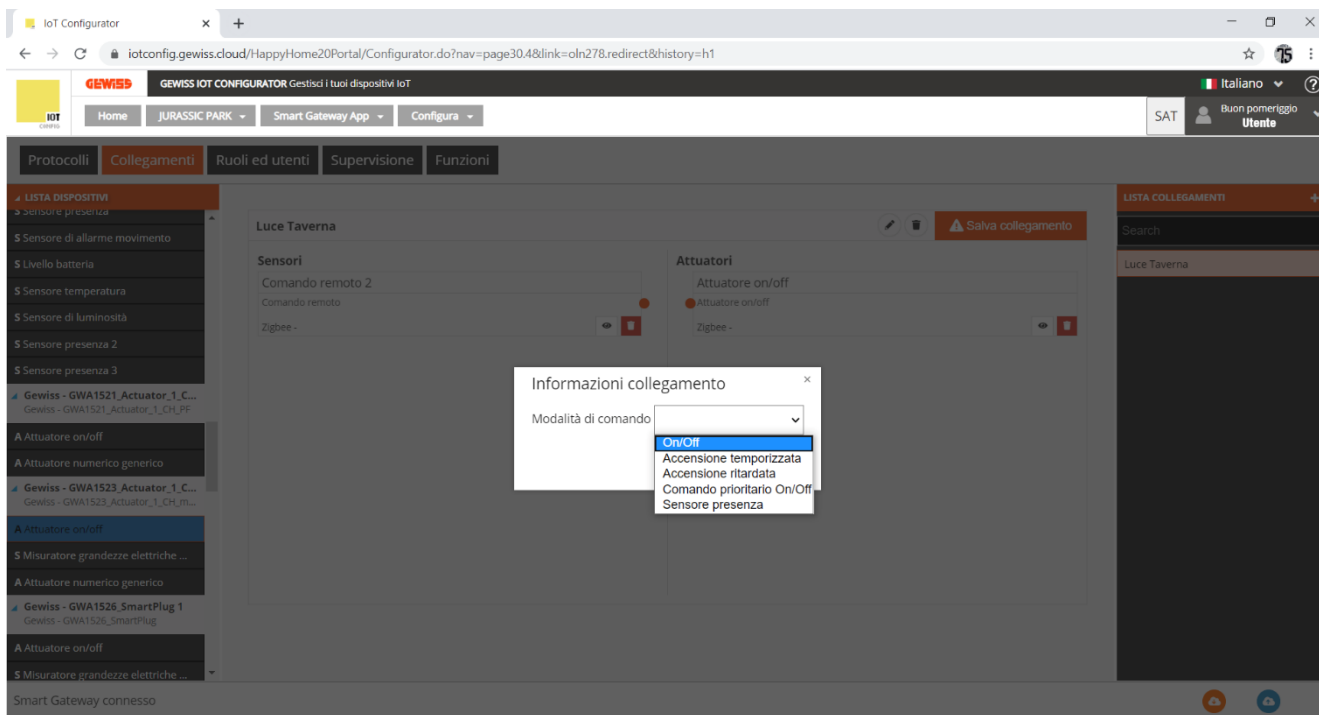 IoT Configurator
iotconfig.gewiss.cloud/HappyHome20Portal/Configurator.do?nav=page30.4&link=oln278.redirect&history=h1
IOT
CONFIG
GEWISS
GEWISS IOT CONFIGURATOR Gestisci i tuoi dispositivi IoT
Italiano
Home
JURASSIC PARK
Smart Gateway App
Configura
SAT
Buon pomeriggio
Utente
Protocolli
Collegamenti
Ruoli ed utenti
Supervisione
Funzioni
LISTA DISPOSITIVI
S Sensore presenza
S Sensore di allarme movimento
S Livello batteria
S Sensore temperatura
S Sensore di luminosità
S Sensore presenza 2
S Sensore presenza 3
Gewiss - GWA1521_Actuator_1_C...
Gewiss - GWA1521_Actuator_1_CH_PF
A Attuatore on/off
A Attuatore numerico generico
Gewiss - GWA1523_Actuator_1_C...
Gewiss - GWA1523_Actuator_1_CH_m...
A Attuatore on/off
S Misuratore grandezze elettriche ...
A Attuatore numerico generico
Gewiss - GWA1526_SmartPlug 1
Gewiss - GWA1526_SmartPlug
A Attuatore on/off
S Misuratore grandezze elettriche ...
Luce Taverna
Salva collegamento
Sensori
Comando remoto 2
Comando remoto
Zigbee -
Attuatori
Attuatore on/off
Attuatore on/off
Zigbee -
Informazioni collegamento
Modalità di comando
On/Off
Accensione temporizzata
Accensione ritardata
Comando prioritario On/Off
Sensore presenza
LISTA COLLEGAMENTI
Search
Luce Taverna
Smart Gateway connesso